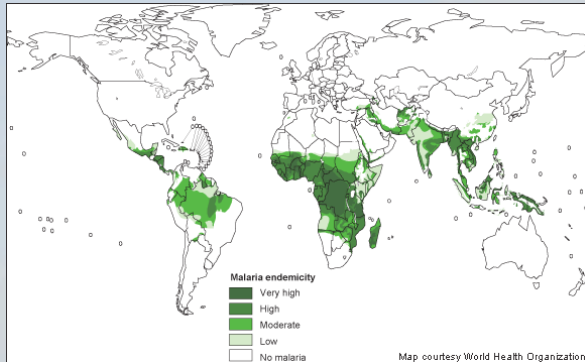 Malaria endemicity
Very high
High
Moderate
Low
No malaria
Map courtesy World Health Organization